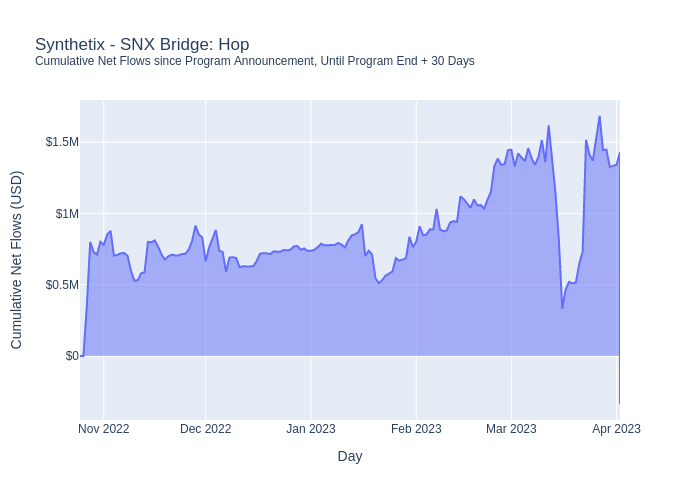 Synthetix - SNX Bridge: Hop
Cumulative Net Flows since Program Announcement, Until Program End + 30 Days
Cumulative Net Flows (USD)
$1.5M
$1M
$0.5M
$0
Nov 2022
Dec 2022
Jan 2023
Feb 2023
Mar 2023
Apr 2023
Day